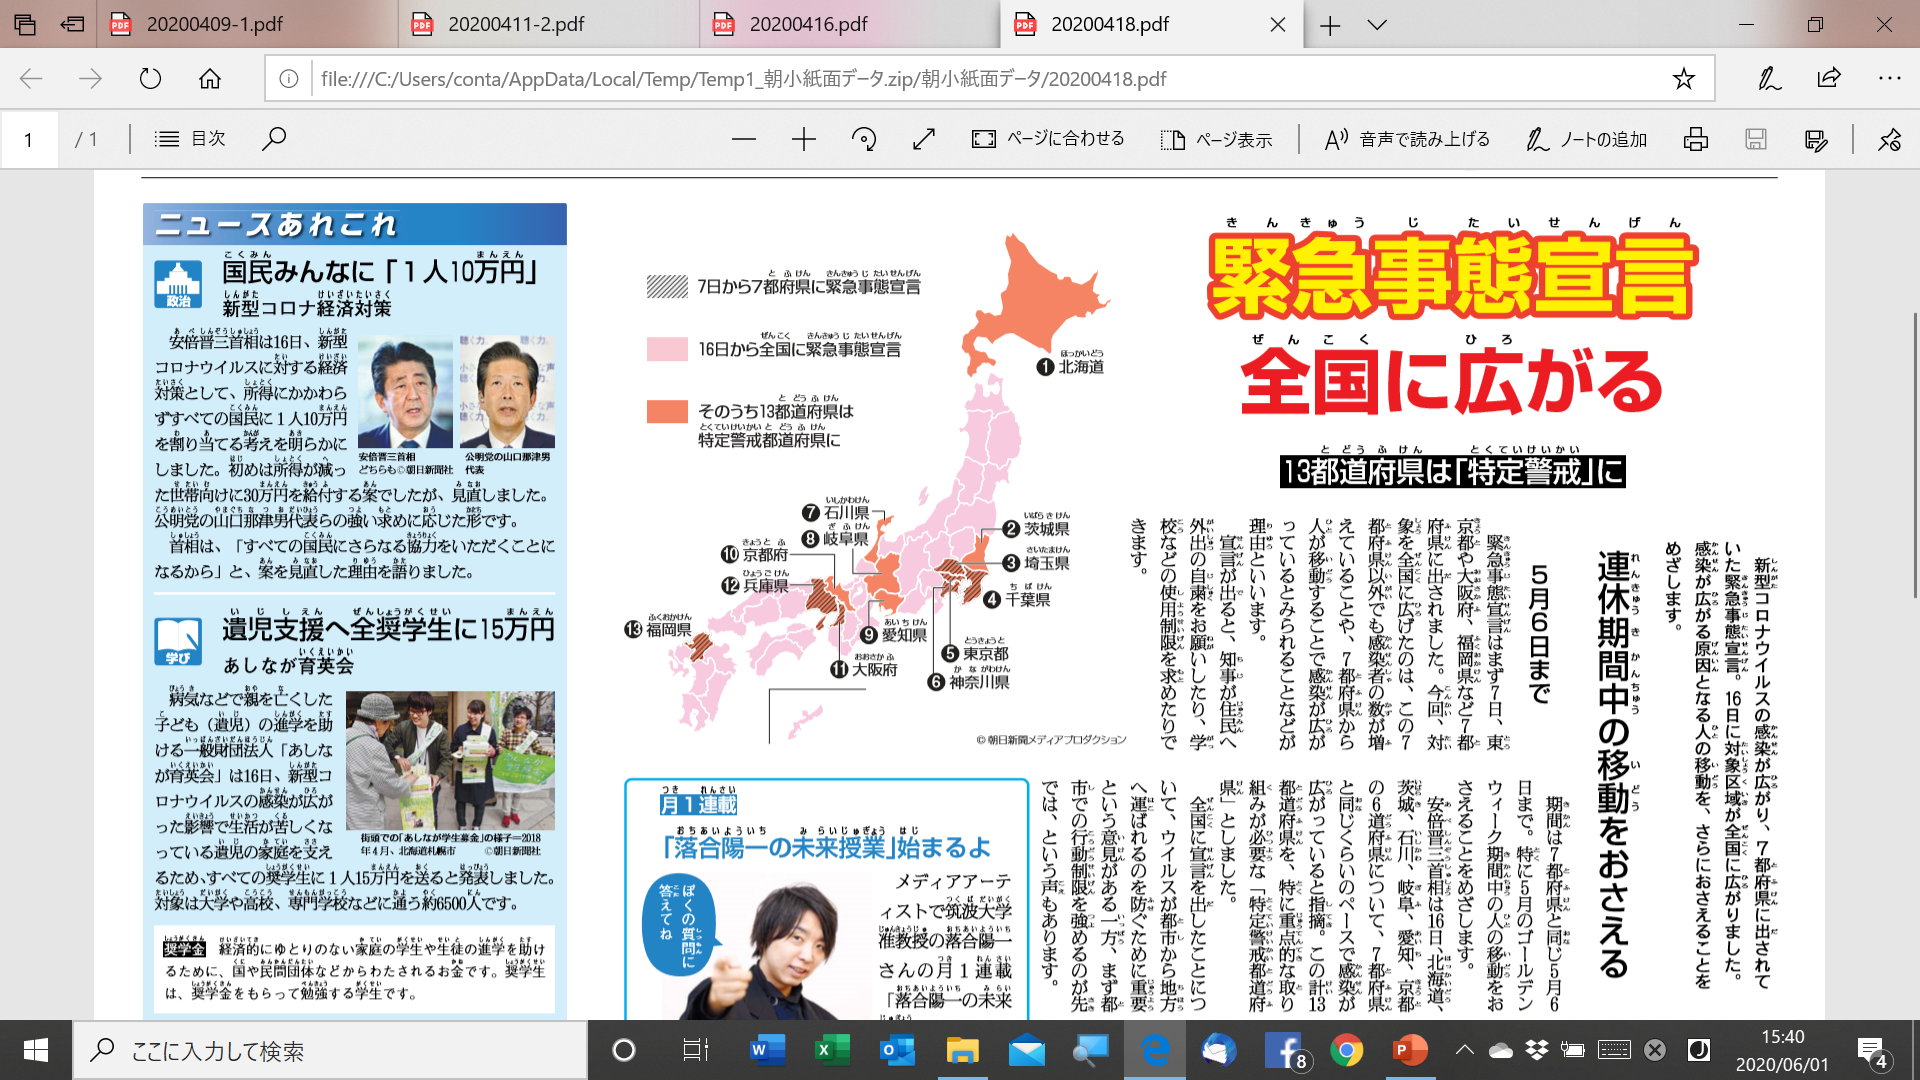 20200409-1.pdf
20200411-2.pdf
20200416.pdf
20200418.pdf
file:///C:/Users/conta/AppData/Local/Temp/Temp1_朝小紙面データ.zip/朝小紙面データ/20200418.pdf
1 / 1
目次
ページに合わせる
ページ表示
音声で読み上げる
ノートの追加
緊急事態宣言
全国に広がる
13都道府県は「特定警戒」に
新型コロナウイルスの感染が広がり、7都府県に出されて
いた緊急事態宣言。16日に対象区域が全国に広がりました。
感染が広がる原因となる人の移動を、さらにおさえることを
めざします。
連休期間中の移動をおさえる
5月6日まで
緊急事態宣言はまず7日、東
京都や大阪府、福岡県など7都
府県に出されました。今回、対
象を全国に広げたのは、この7
都府県以外でも感染者の数が増
えていることや、7都府県から
人が移動することで感染が広が
っているとみられることなどが
理由といいます。
宣言が出ると、知事が住民へ
外出の自粛をお願いしたり、学
校などの使用制限を求めたりで
きます。
期間は7都府県と同じ5月6
日まで。特に5月のゴールデン
ウィーク期間中の人の移動をお
さえることをめざします。
安倍晋三首相は16日、北海道、
茨城、石川、岐阜、愛知、京都
の6道府県について、7都府県
と同じくらいのペースで感染が
広がっていると指摘。この計13
都道府県を、特に重点的な取り
組みが必要な「特定警戒都道府
県」としました。
全国に宣言を出したことにつ
いて、ウイルスが都市から地方
へ運ばれるのを防ぐために重要
という意見がある一方、まず都
市での行動制限を強めるのが先
では、という声もあります。
7日から7都府県に緊急事態宣言
16日から全国に緊急事態宣言
そのうち13都道府県は
特定警戒都道府県に
❶北海道
❷茨城県
❸埼玉県
❹千葉県
❺東京都
❻神奈川県
❼石川県
❽岐阜県
❾愛知県
❿京都府
⓫大阪府
⓬兵庫県
⓭福岡県
©朝日新聞メディアプロダクション
月1連載
「落合陽一の未来授業」始まるよ
ぼくの質問に
答えてね
メディアアーテ
ィストで筑波大学
准教授の落合陽一
さんの月1連載
「落合陽一の未来
ニュースあれこれ
政治
国民みんなに「1人10万円」
新型コロナ経済対策
安倍晋三首相は16日、新型
コロナウイルスに対する経済
対策として、所得にかかわら
ずすべての国民に1人10万円
を割り当てる考えを明らかに
しました。初めは所得が減っ
た世帯向けに30万円を給付する案でしたが、見直しました。
公明党の山口那津男代表らの強い求めに応じた形です。
首相は、「すべての国民にさらなる協力をいただくことに
なるから」と、案を見直した理由を語りました。
安倍晋三首相
どちらも©朝日新聞社
公明党の山口那津男
代表
学び
遺児支援へ全奨学生に15万円
あしなが育英会
病気などで親を亡くした
子ども(遺児)の進学を助
ける一般財団法人「あしな
が育英会」は16日、新型コ
ロナウイルスの感染が広が
った影響で生活が苦しくな
っている遺児の家庭を支え
るため、すべての奨学生に1人15万円を送ると発表しました。
対象は大学や高校、専門学校などに通う約6500人です。
街頭での「あしなが学生募金」の様子=2018
年4月、北海道札幌市 ©朝日新聞社
奨学金 経済的にゆとりのない家庭の学生や生徒の進学を助け
るために、国や民間団体などからわたされるお金です。奨学生
は、奨学金をもらって勉強する学生です。
ここに入力して検索
8
15:40
2020/06/01
4